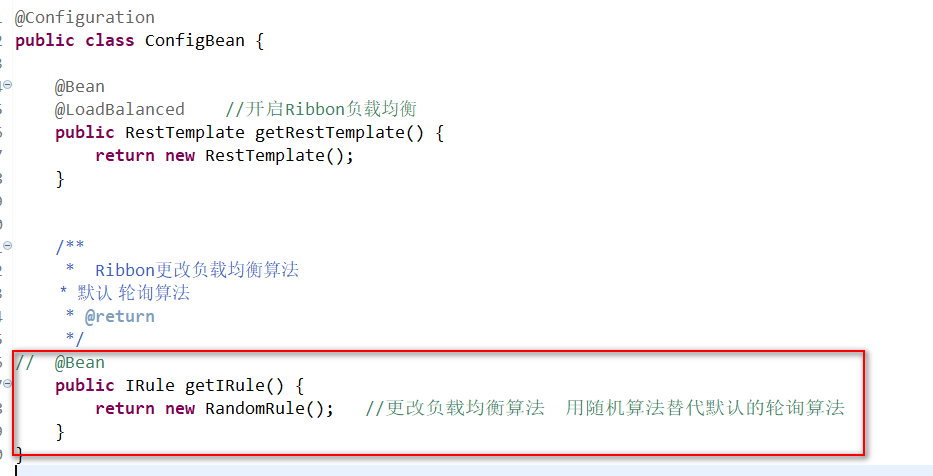 @Configuration
public class ConfigBean {
@Bean
@LoadBalanced    //开启Ribbon负载均衡
public RestTemplate getRestTemplate() {
return new RestTemplate();
}
/**
*  Ribbon更改负载均衡算法
* 默认 轮询算法
* @return
*/
//  @Bean
public IRule getIRule() {
return new RandomRule();   //更改负载均衡算法  用随机算法替代默认的轮询算法
}
}